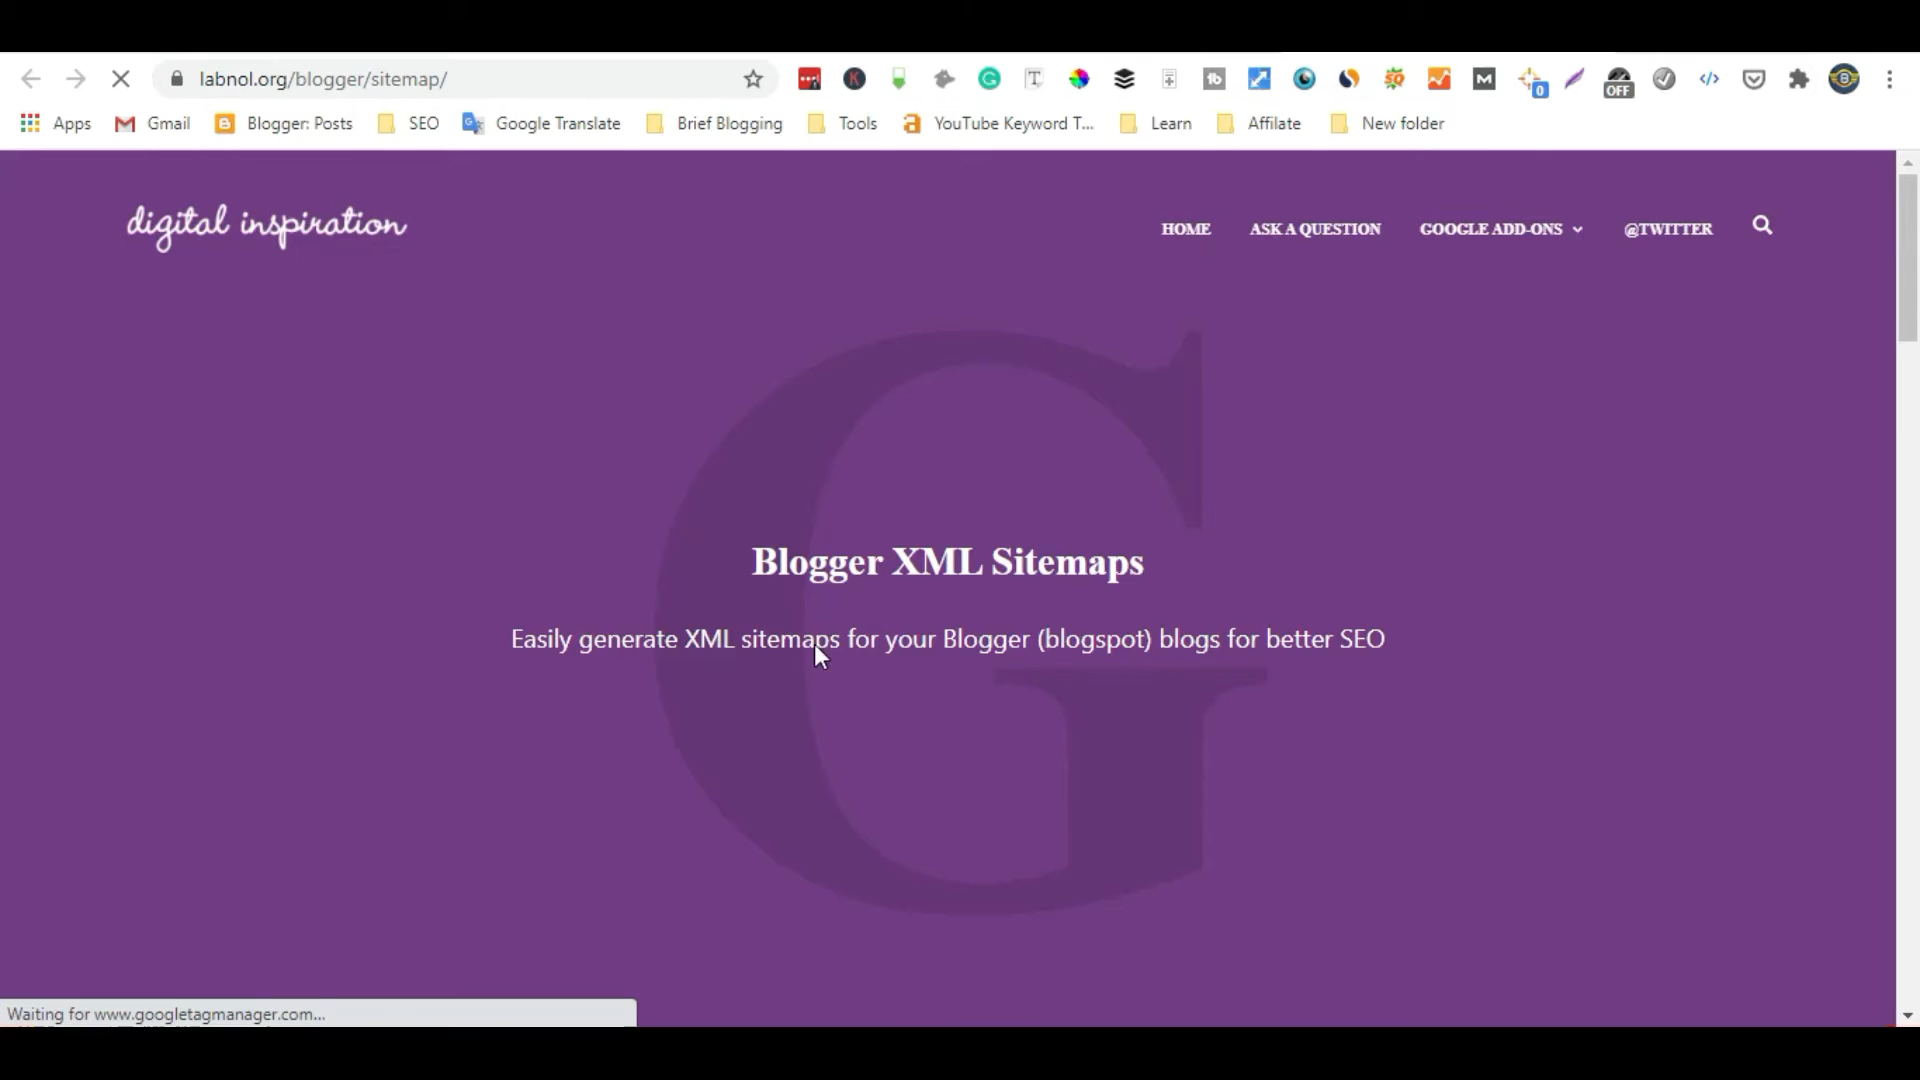 labnol.org/blogger/sitemap/
0
OFF
Apps Gmail Blogger: Posts SEO Google Translate Brief Blogging Tools YouTube Keyword T... Learn Affilate New folder
digital inspiration
HOME ASK A QUESTION GOOGLE ADD-ONS @TWITTER
Blogger XML Sitemaps
Easily generate XML sitemaps for your Blogger (blogspot) blogs for better SEO
Waiting for www.googletagmanager.com...